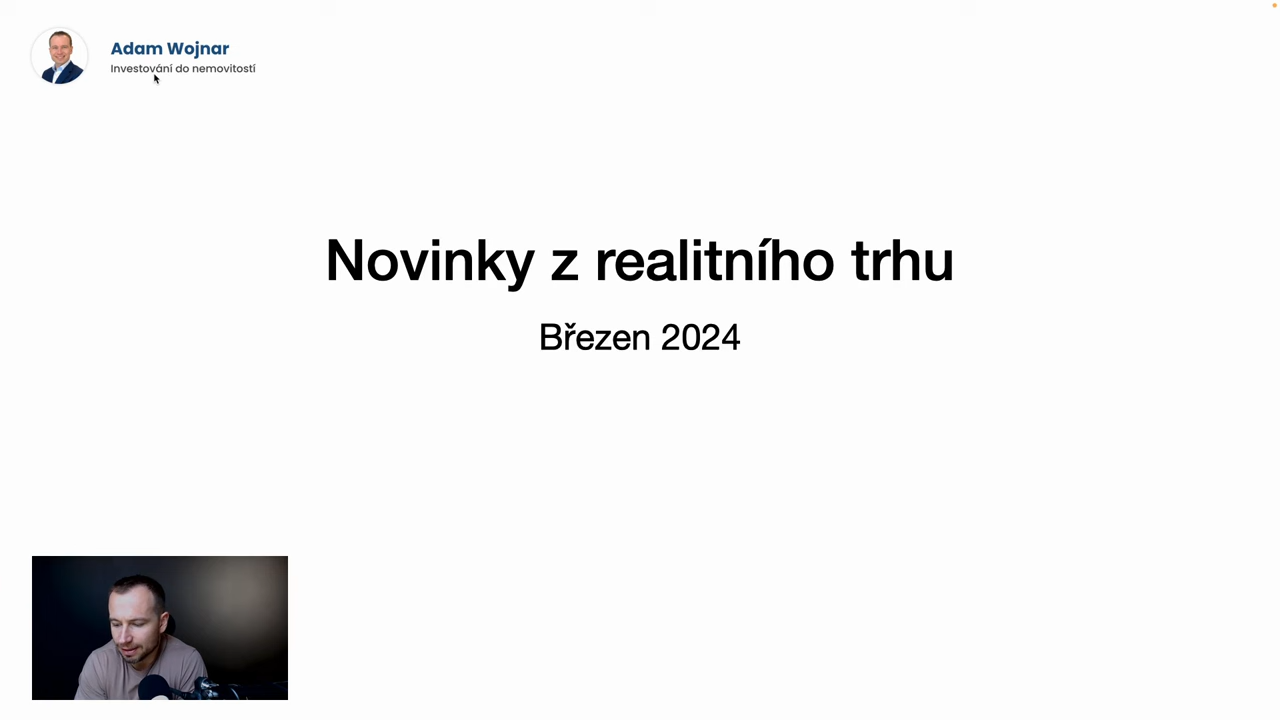 Adam Wojnar
Investování do nemovitostí
Novinky z realitního trhu
Březen 2024